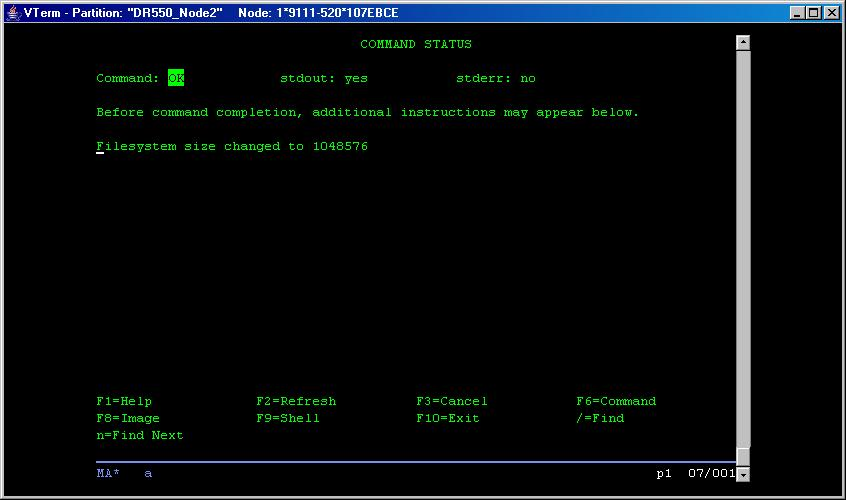 VTerm - Partition: "DR550_Node2" Node: 1*9111-520*107EBCE
COMMAND STATUS
Command: OK stdout: yes stderr: no
Before command completion, additional instructions may appear below.
Filesystem size changed to 1048576
F1=Help F2=Refresh F3=Cancel F6=Command
F8=Image F9=Shell F10=Exit /=Find
n=Find Next
MA* a p1 07/001